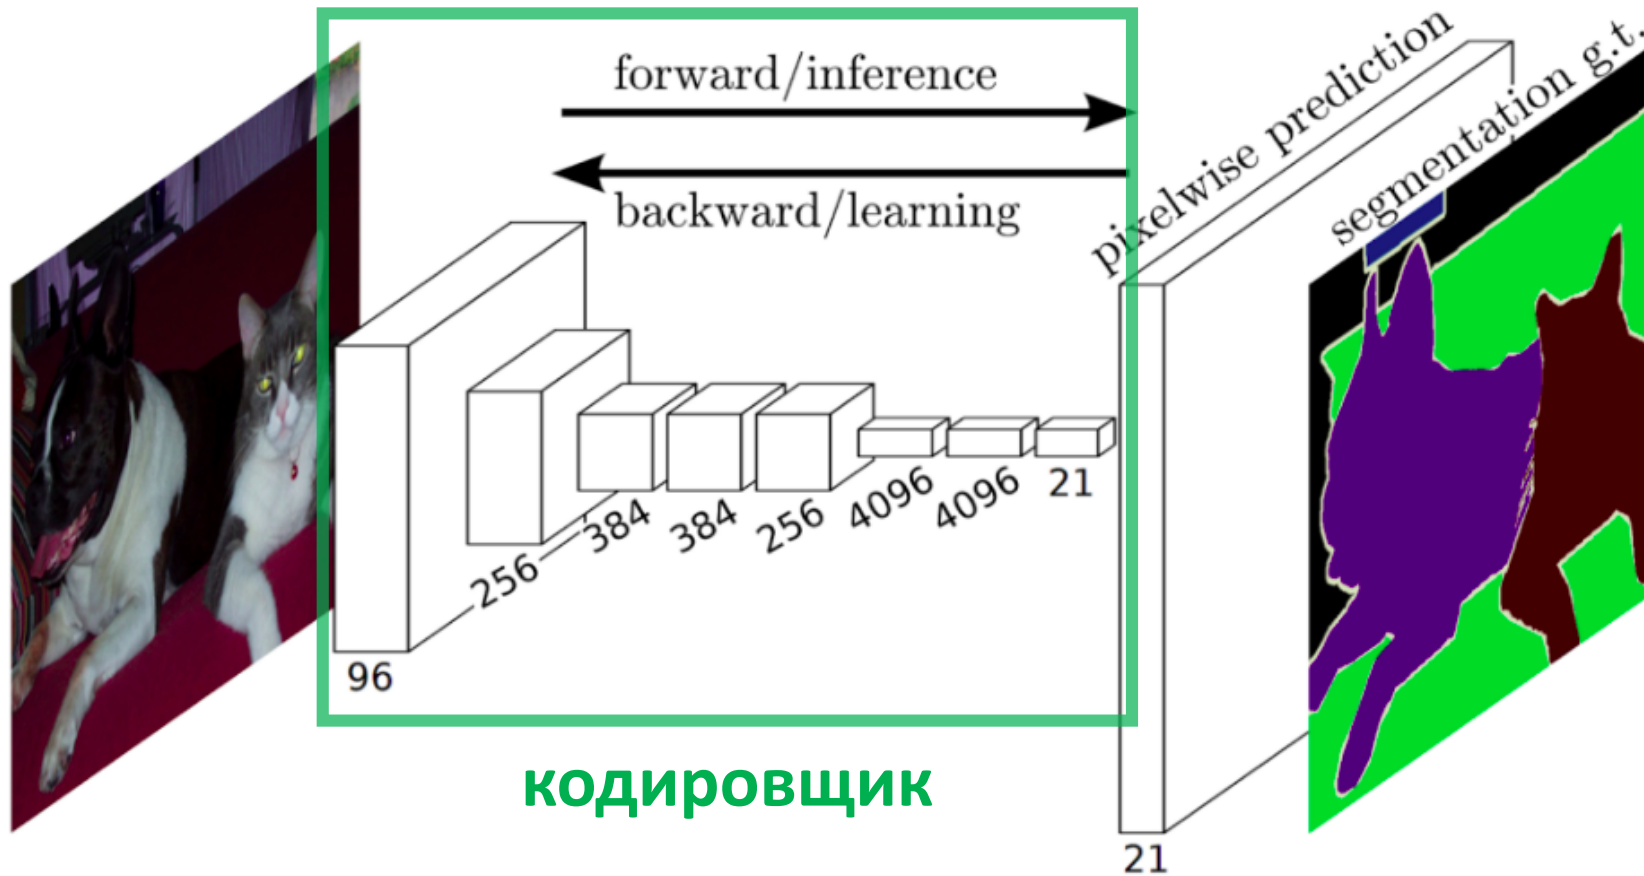 forward/inference
backward/learning
pixelwise prediction
segmentation g.t.
96
256
384
384
256
4096
4096
21
21
кодировщик